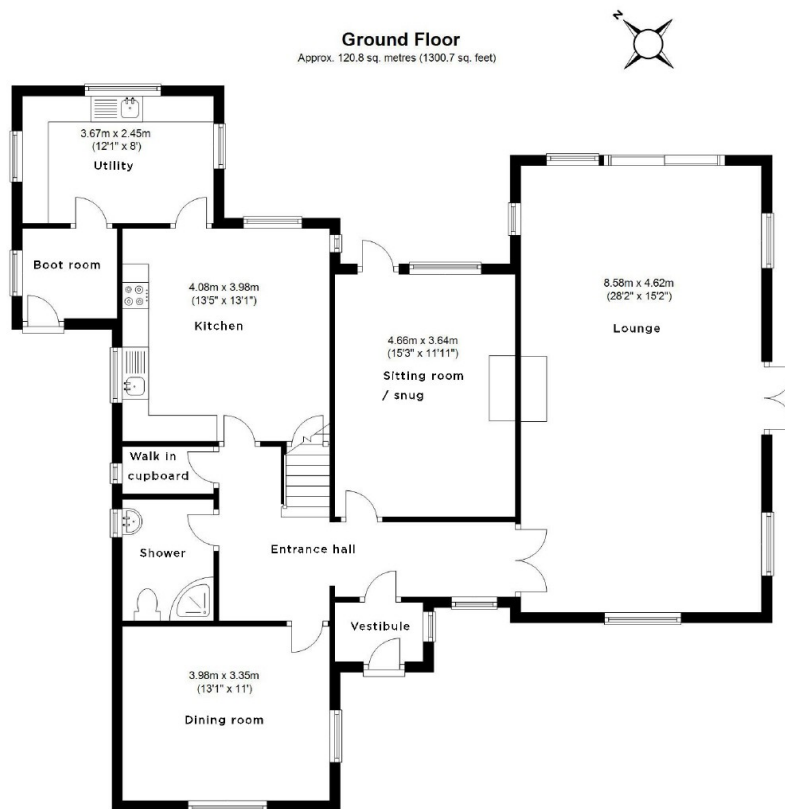 Ground Floor
Approx. 120.8 sq. metres (1300.7 sq. feet)
N
3.67m x 2.45m
(12'1" x 8')
Utility
Boot room
4.08m x 3.98m
(13'5" x 13'1")
Kitchen
4.66m x 3.64m
(15'3" x 11'11")
Sitting room
/ snug
8.58m x 4.62m
(28'2" x 15'2")
Lounge
Walk in
cupboard
Shower
Entrance hall
Vestibule
3.98m x 3.35m
(13'1" x 11')
Dining room